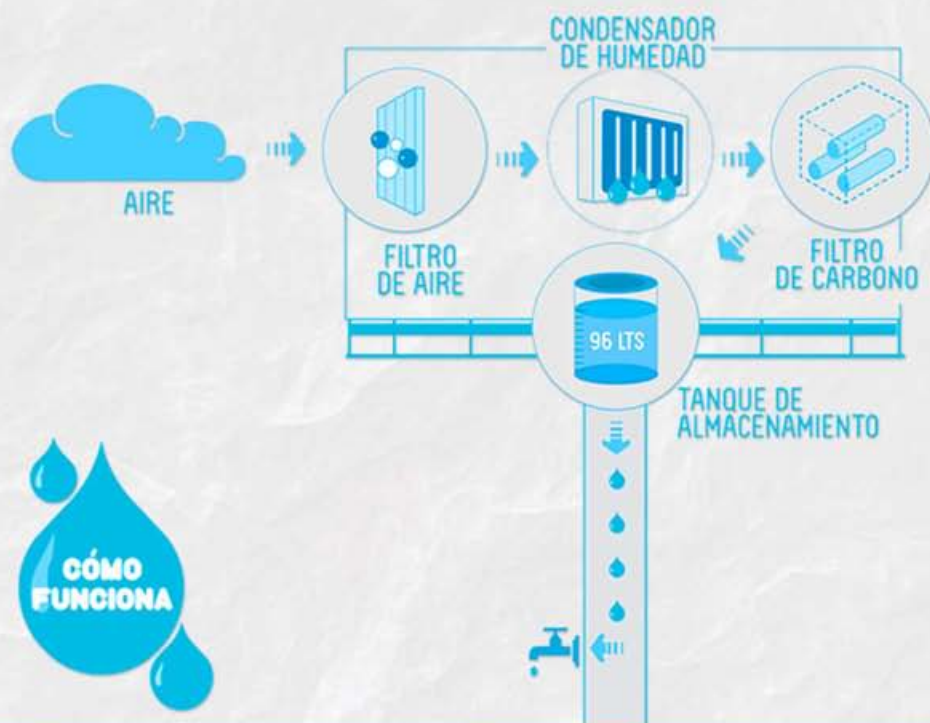 CONDENSADOR
DE HUMEDAD
AIRE
FILTRO
DE AIRE
FILTRO
DE CARBONO
96 LTS
TANQUE DE
ALMACENAMIENTO
CÓMO
FUNCIONA